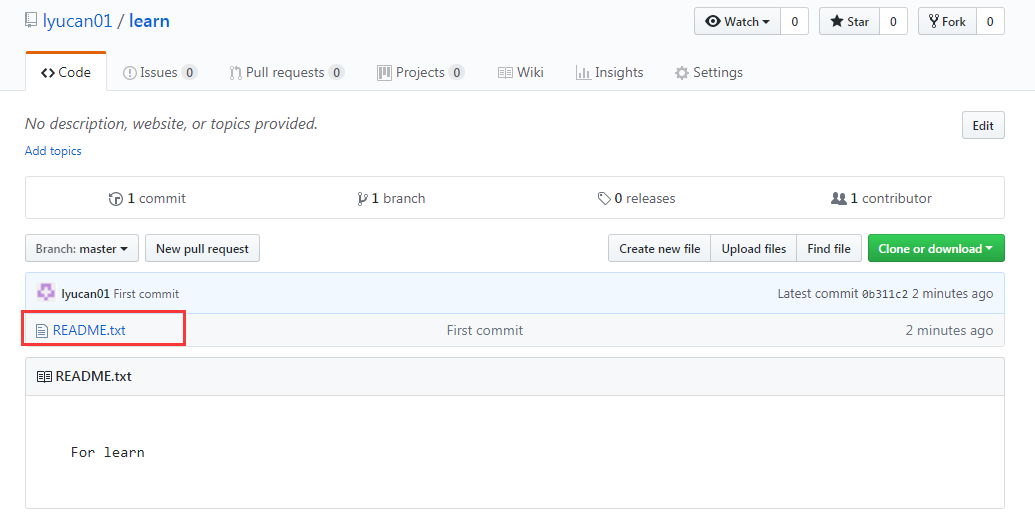 lyucan01 / learn
Watch 0 Star 0 Fork 0
Code Issues 0 Pull requests 0 Projects 0 Wiki Insights Settings
No description, website, or topics provided.
Edit
Add topics
1 commit 1 branch 0 releases 1 contributor
Branch: master New pull request Create new file Upload files Find file Clone or download
lyucan01 First commit Latest commit 0b311c2 2 minutes ago
README.txt First commit 2 minutes ago
README.txt
For learn